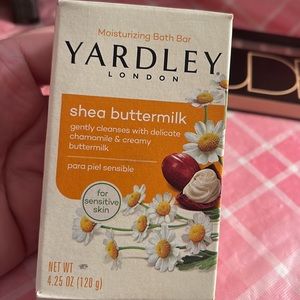 Moisturizing Bath Bar
YARDLEY
LONDON
shea buttermilk
gently cleanses with delicate
chamomile & creamy
buttermilk
para piel sensible
for
sensitive
skin
NET WT
4.25 OZ (120 g)